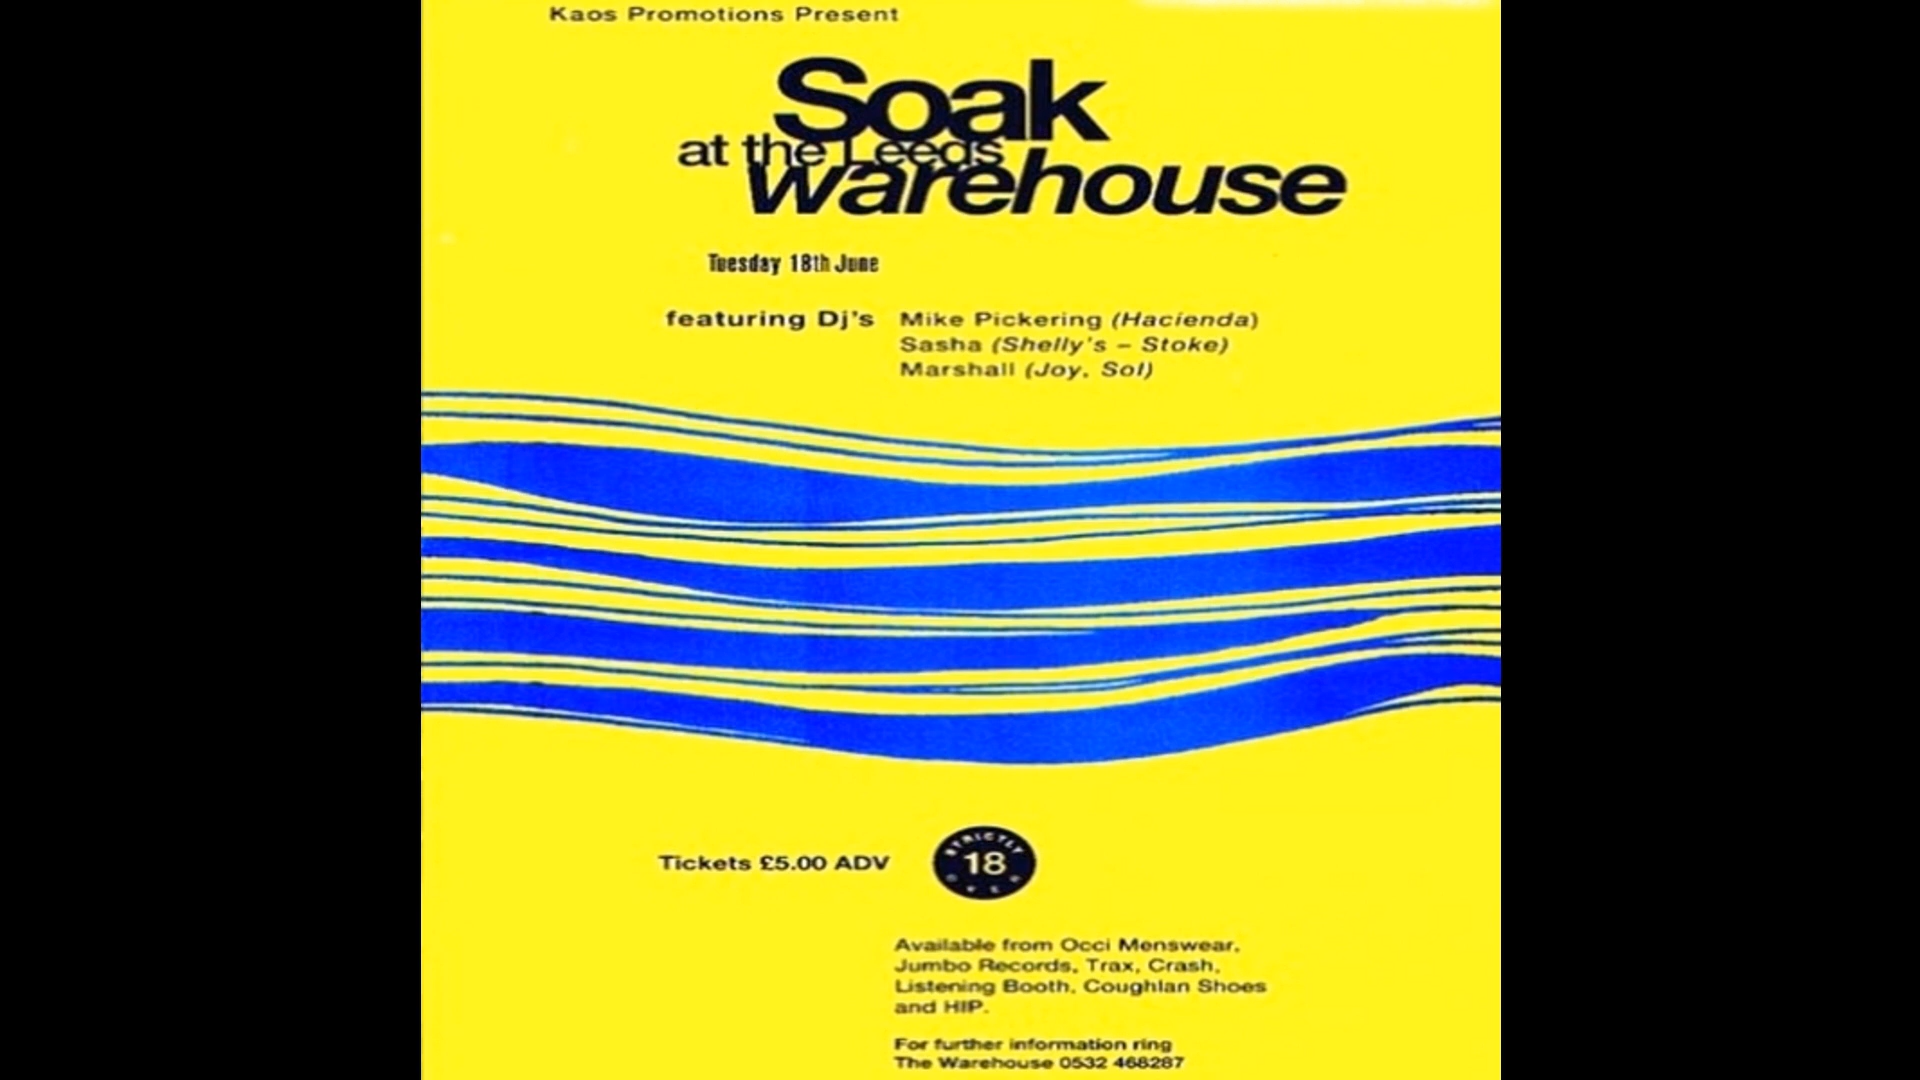 Kaos Promotions Present
Soak
at the Leeds
warehouse
Tuesday 18th June
featuring Dj's Mike Pickering (Hacienda)
Sasha (Shelly's – Stoke)
Marshall (Joy, Sol)
Tickets £5.00 ADV
STRICTLY
18
OVER
Available from Occi Menswear,
Jumbo Records, Trax, Crash,
Listening Booth, Coughlan Shoes
and HIP.
For further information ring
The Warehouse 0532 468287